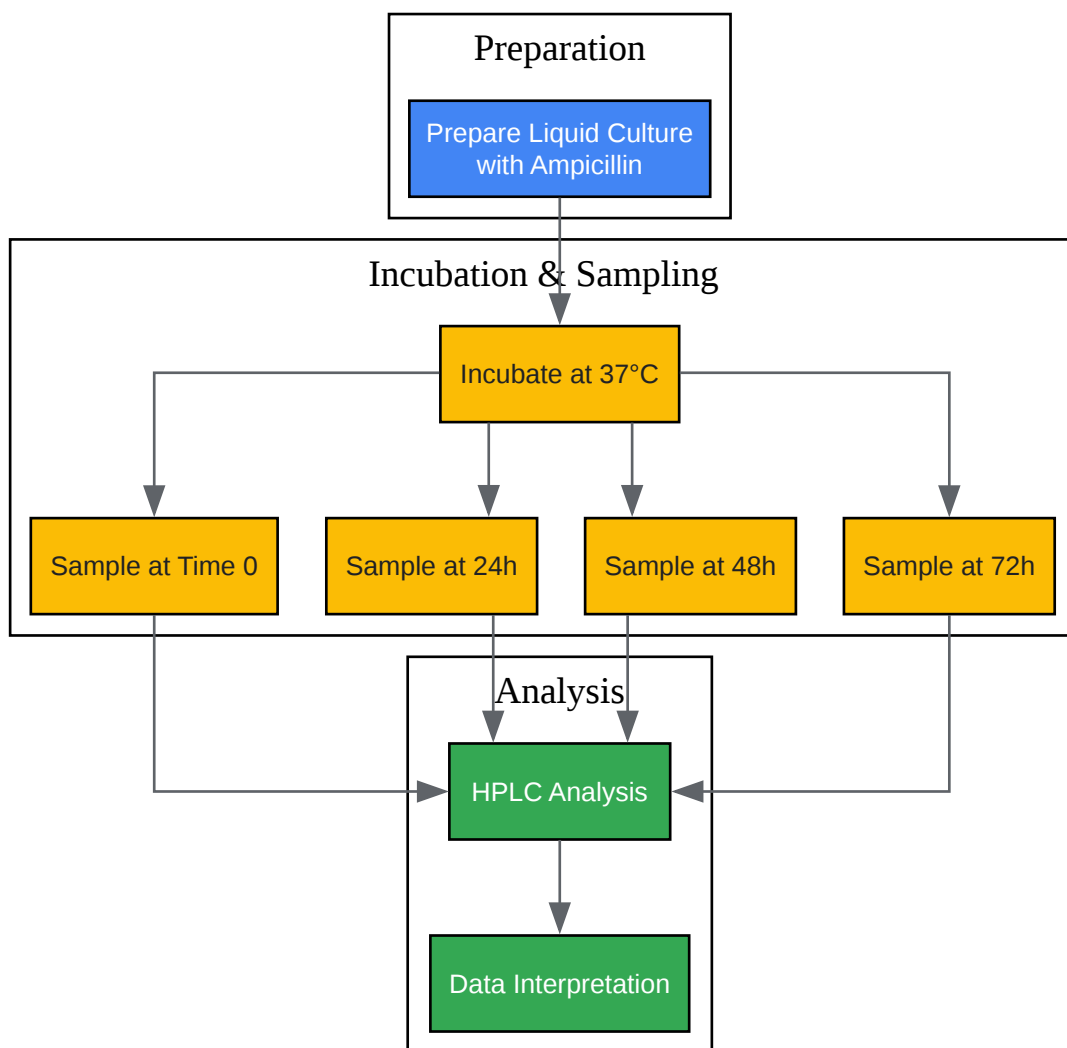 Preparation
Prepare Liquid Culture
with Ampicillin
Incubation & Sampling
Incubate at 37°C
Sample at Time 0
Sample at 24h
Sample at 48h
Sample at 72h
Analysis
HPLC Analysis
Data Interpretation